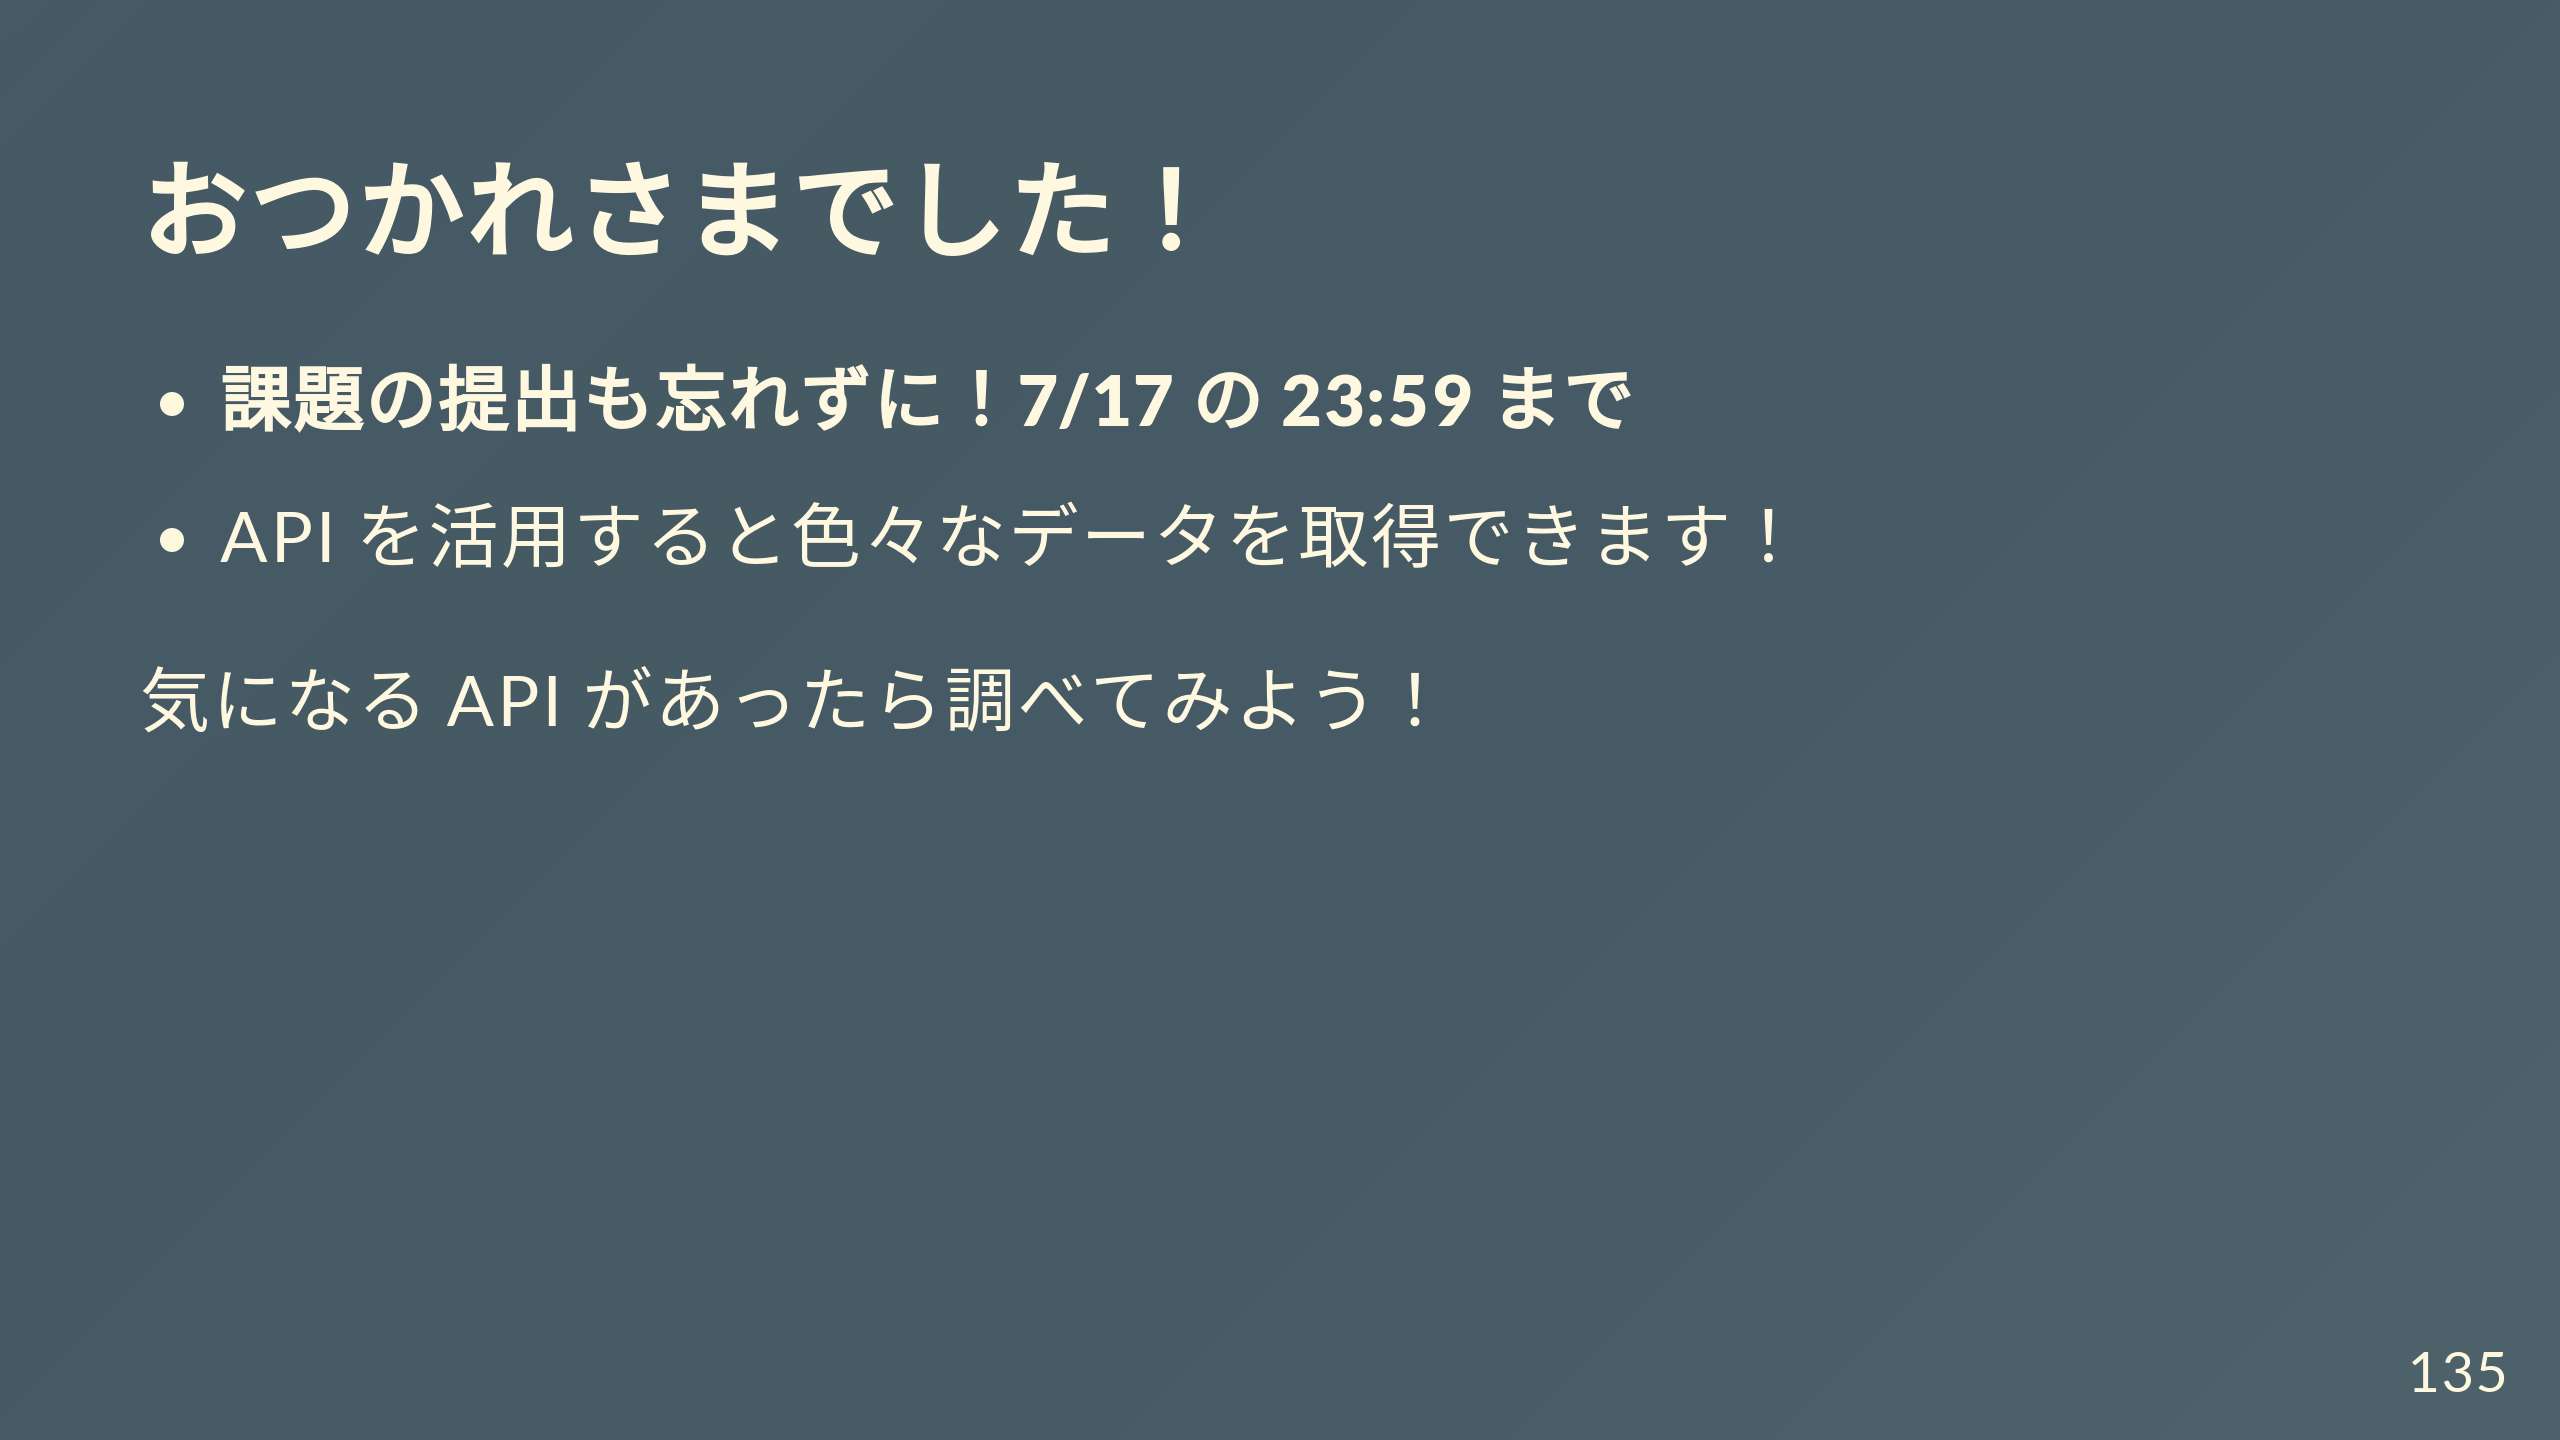 おつかれさまでした！
• 課題の提出も忘れずに！7/17 の 23:59 まで
• API を活用すると色々なデータを取得できます！
気になる API があったら調べてみよう！
135